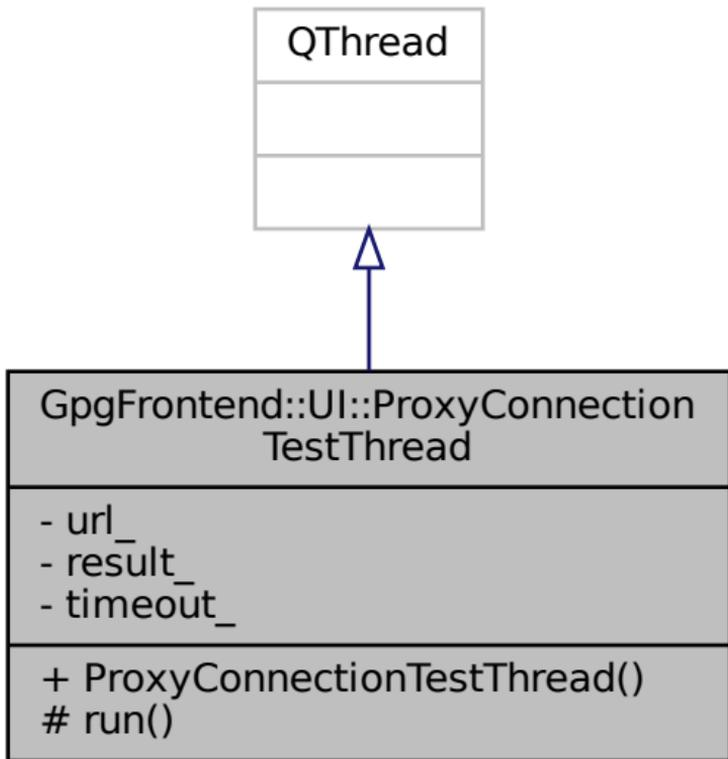 QThread
GpgFrontend::UI::ProxyConnection
TestThread
- url_
- result_
- timeout_
+ ProxyConnectionTestThread()
# run()